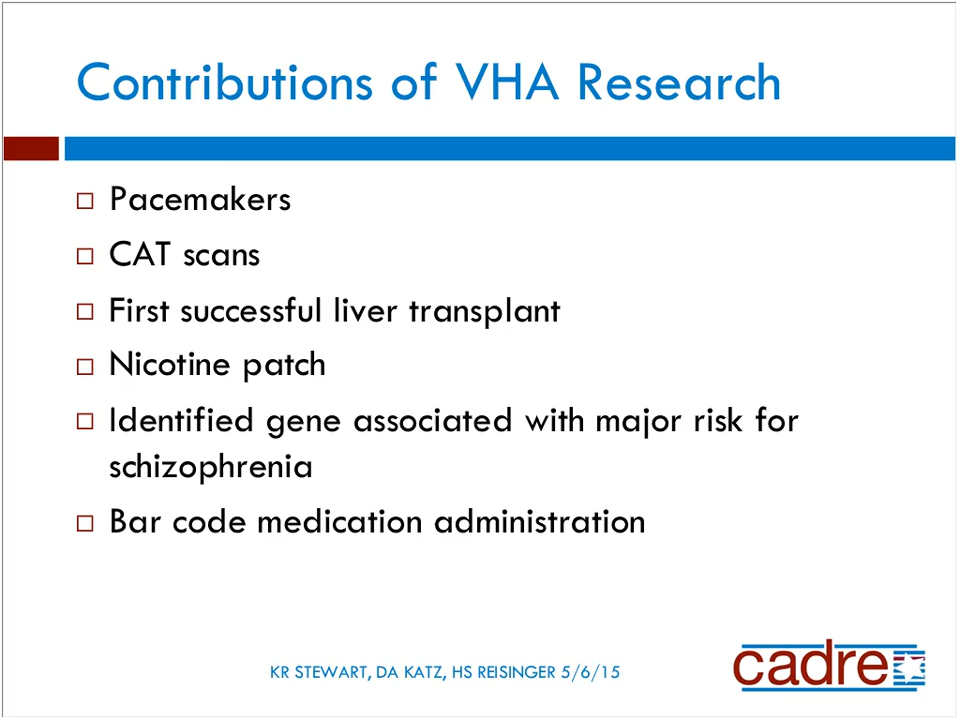 Contributions of VHA Research
Pacemakers
CAT scans
First successful liver transplant
Nicotine patch
Identified gene associated with major risk for
schizophrenia
Bar code medication administration
KR STEWART, DA KATZ, HS REISINGER 5/6/15
cadre